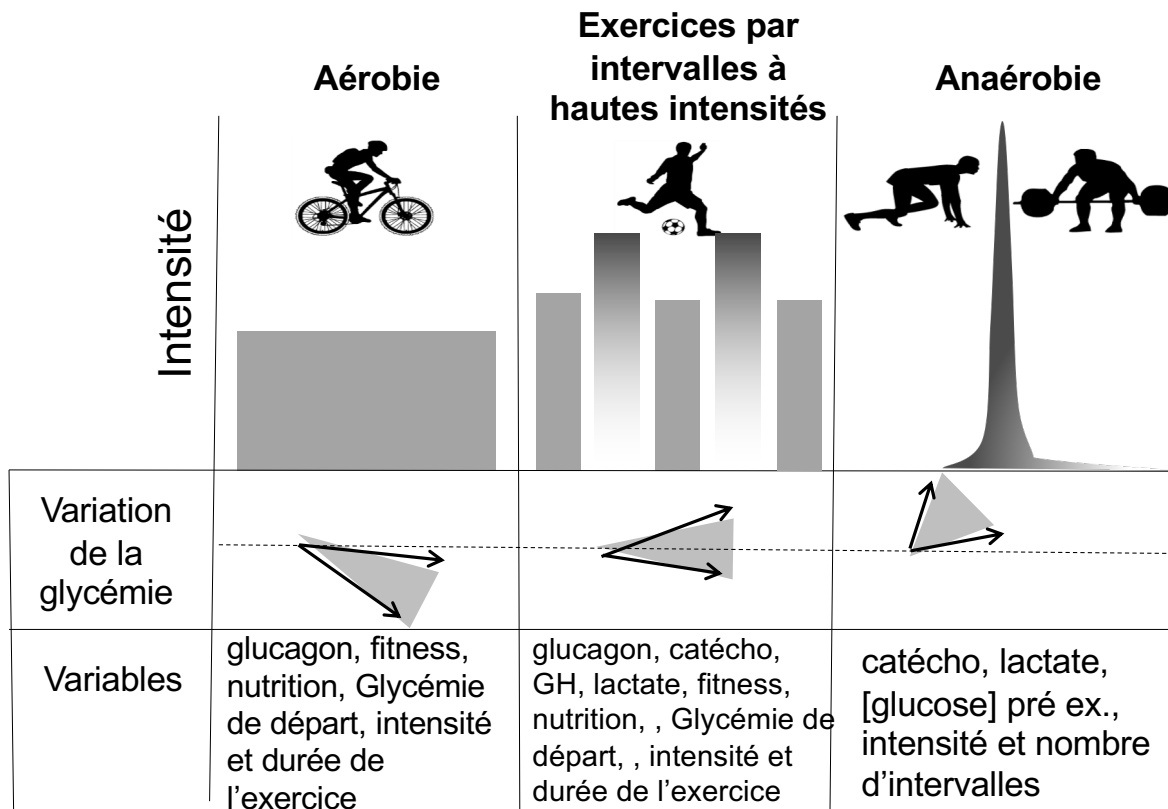 Aérobie
Exercices par
intervalles à
hautes intensités
Anaérobie
Intensité
Variation
de la
glycémie
Variables
glucagon, fitness,
nutrition, Glycémie
de départ, intensité
et durée de
l’exercice
glucagon, catécho,
GH, lactate, fitness,
nutrition, , Glycémie de
départ, , intensité et
durée de l’exercice
catécho, lactate,
[glucose] pré ex.,
intensité et nombre
d’intervalles